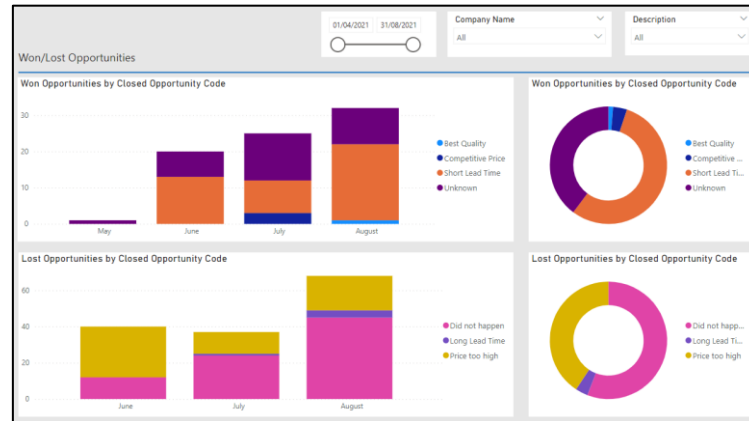 01/04/2021 31/08/2021
Company Name
All
Description
All
Won/Lost Opportunities
Won Opportunities by Closed Opportunity Code
30
20
10
0
May June July August
Best Quality
Competitive Price
Short Lead Time
Unknown
Won Opportunities by Closed Opportunity Code
Best Quality
Competitive ...
Short Lead Ti...
Unknown
Lost Opportunities by Closed Opportunity Code
60
40
20
0
June July August
Did not happen
Long Lead Time
Price too high
Lost Opportunities by Closed Opportunity Code
Did not happ...
Long Lead Ti...
Price too high